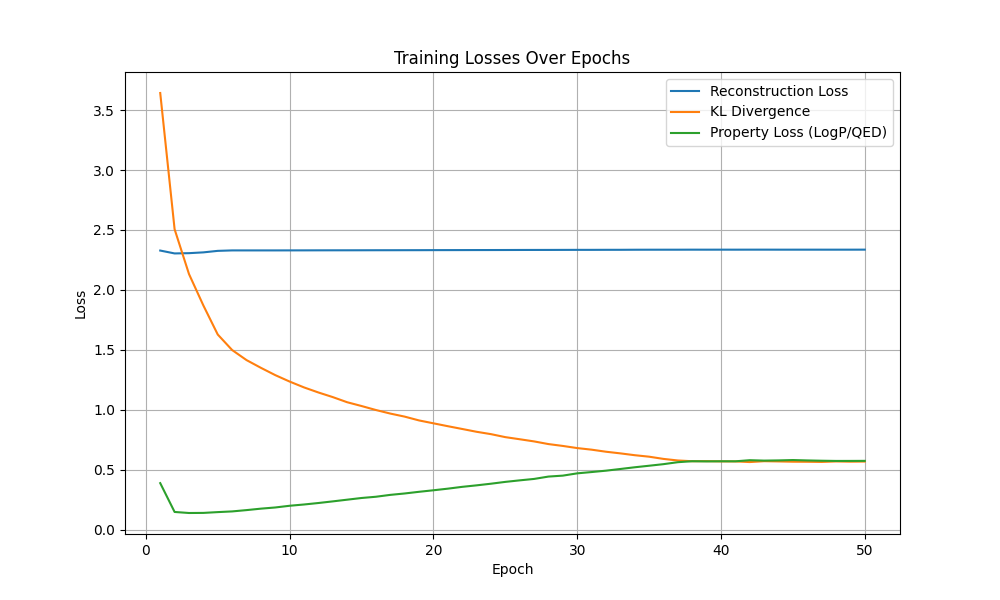 Training Losses Over Epochs
Reconstruction Loss
KL Divergence
Property Loss (LogP/QED)
3.5
3.0
2.5
2.0
1.5
1.0
0.5
0.0
Loss
0 10 20 30 40 50
Epoch